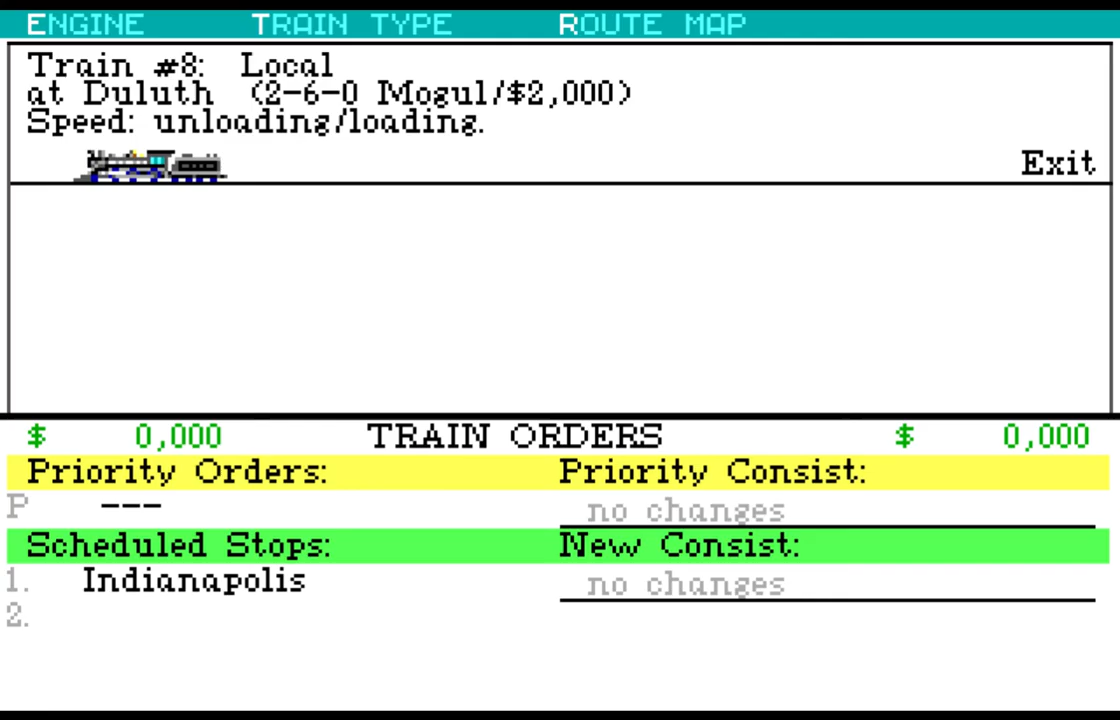 ENGINE TRAIN TYPE ROUTE MAP
Train #8: Local
at Duluth (2-6-0 Mogul/$2,000)
Speed: unloading/loading.
Exit
$ 0,000 TRAIN ORDERS $ 0,000
Priority Orders: Priority Consist:
P --- no changes
Scheduled Stops: New Consist:
1. Indianapolis no changes
2.